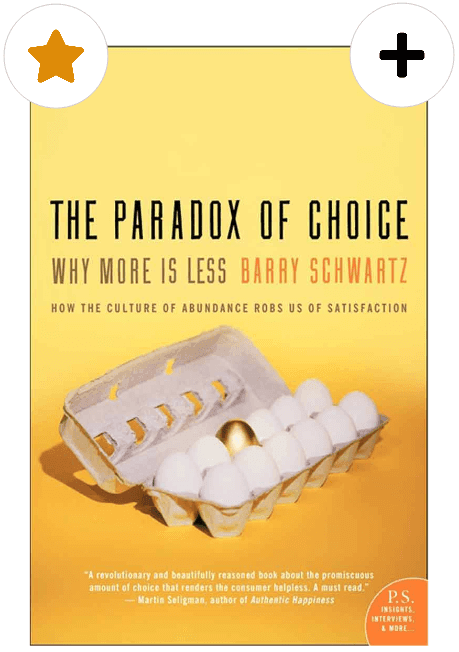 THE PARADOX OF CHOICE
WHY MORE IS LESS BARRY SCHWARTZ
HOW THE CULTURE OF ABUNDANCE ROBS US OF SATISFACTION
"A revolutionary and beautifully reasoned book about the promiscuous
amount of choice that renders the consumer helpless. A must read."
— Martin Seligman, author of Authentic Happiness
P.S.
INSIGHTS,
INTERVIEWS,
& MORE...